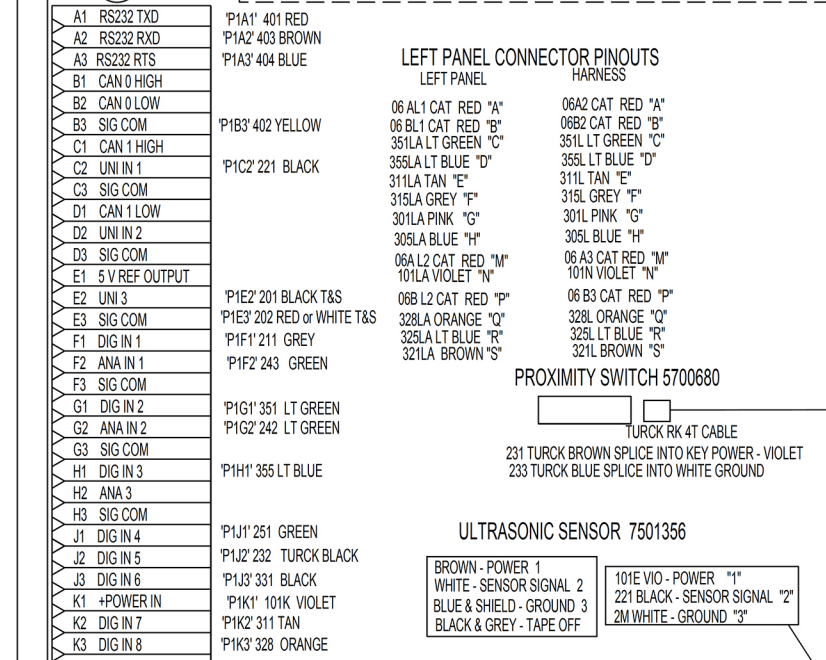 A1 RS232 TXD 'P1A1' 401 RED
A2 RS232 RXD 'P1A2' 403 BROWN
A3 RS232 RTS 'P1A3' 404 BLUE
B1 CAN 0 HIGH
B2 CAN 0 LOW
B3 SIG COM 'P1B3' 402 YELLOW
C1 CAN 1 HIGH
C2 UNI IN 1 'P1C2' 221 BLACK
C3 SIG COM
D1 CAN 1 LOW
D2 UNI IN 2
D3 SIG COM
E1 5 V REF OUTPUT
E2 UNI 3 'P1E2' 201 BLACK T&S
E3 SIG COM 'P1E3' 202 RED or WHITE T&S
F1 DIG IN 1 'P1F1' 211 GREY
F2 ANA IN 1 'P1F2' 243 GREEN
F3 SIG COM
G1 DIG IN 2 'P1G1' 351 LT GREEN
G2 ANA IN 2 'P1G2' 242 LT GREEN
G3 SIG COM
H1 DIG IN 3 'P1H1' 355 LT BLUE
H2 ANA 3
H3 SIG COM
J1 DIG IN 4 'P1J1' 251 GREEN
J2 DIG IN 5 'P1J2' 232 TURCK BLACK
J3 DIG IN 6 'P1J3' 331 BLACK
K1 +POWER IN 'P1K1' 101K VIOLET
K2 DIG IN 7 'P1K2' 311 TAN
K3 DIG IN 8 'P1K3' 328 ORANGE
LEFT PANEL CONNECTOR PINOUTS
LEFT PANEL HARNESS
06 AL1 CAT RED "A" 06A2 CAT RED "A"
06 BL1 CAT RED "B" 06B2 CAT RED "B"
351LA LT GREEN "C" 351L LT GREEN "C"
355LA LT BLUE "D" 355L LT BLUE "D"
311LA TAN "E" 311L TAN "E"
315LA GREY "F" 315L GREY "F"
301LA PINK "G" 301L PINK "G"
305LA BLUE "H" 305L BLUE "H"
06A L2 CAT RED "M" 06 A3 CAT RED "M"
101LA VIOLET "N" 101N VIOLET "N"
06B L2 CAT RED "P" 06 B3 CAT RED "P"
328LA ORANGE "Q" 328L ORANGE "Q"
325LA LT BLUE "R" 325L LT BLUE "R"
321LA BROWN "S" 321L BROWN "S"
PROXIMITY SWITCH 5700680
TURCK RK 4T CABLE
231 TURCK BROWN SPLICE INTO KEY POWER - VIOLET
233 TURCK BLUE SPLICE INTO WHITE GROUND
ULTRASONIC SENSOR 7501356
BROWN - POWER 1
WHITE - SENSOR SIGNAL 2
BLUE & SHIELD - GROUND 3
BLACK & GREY - TAPE OFF
101E VIO - POWER "1"
221 BLACK - SENSOR SIGNAL "2"
2M WHITE - GROUND "3"